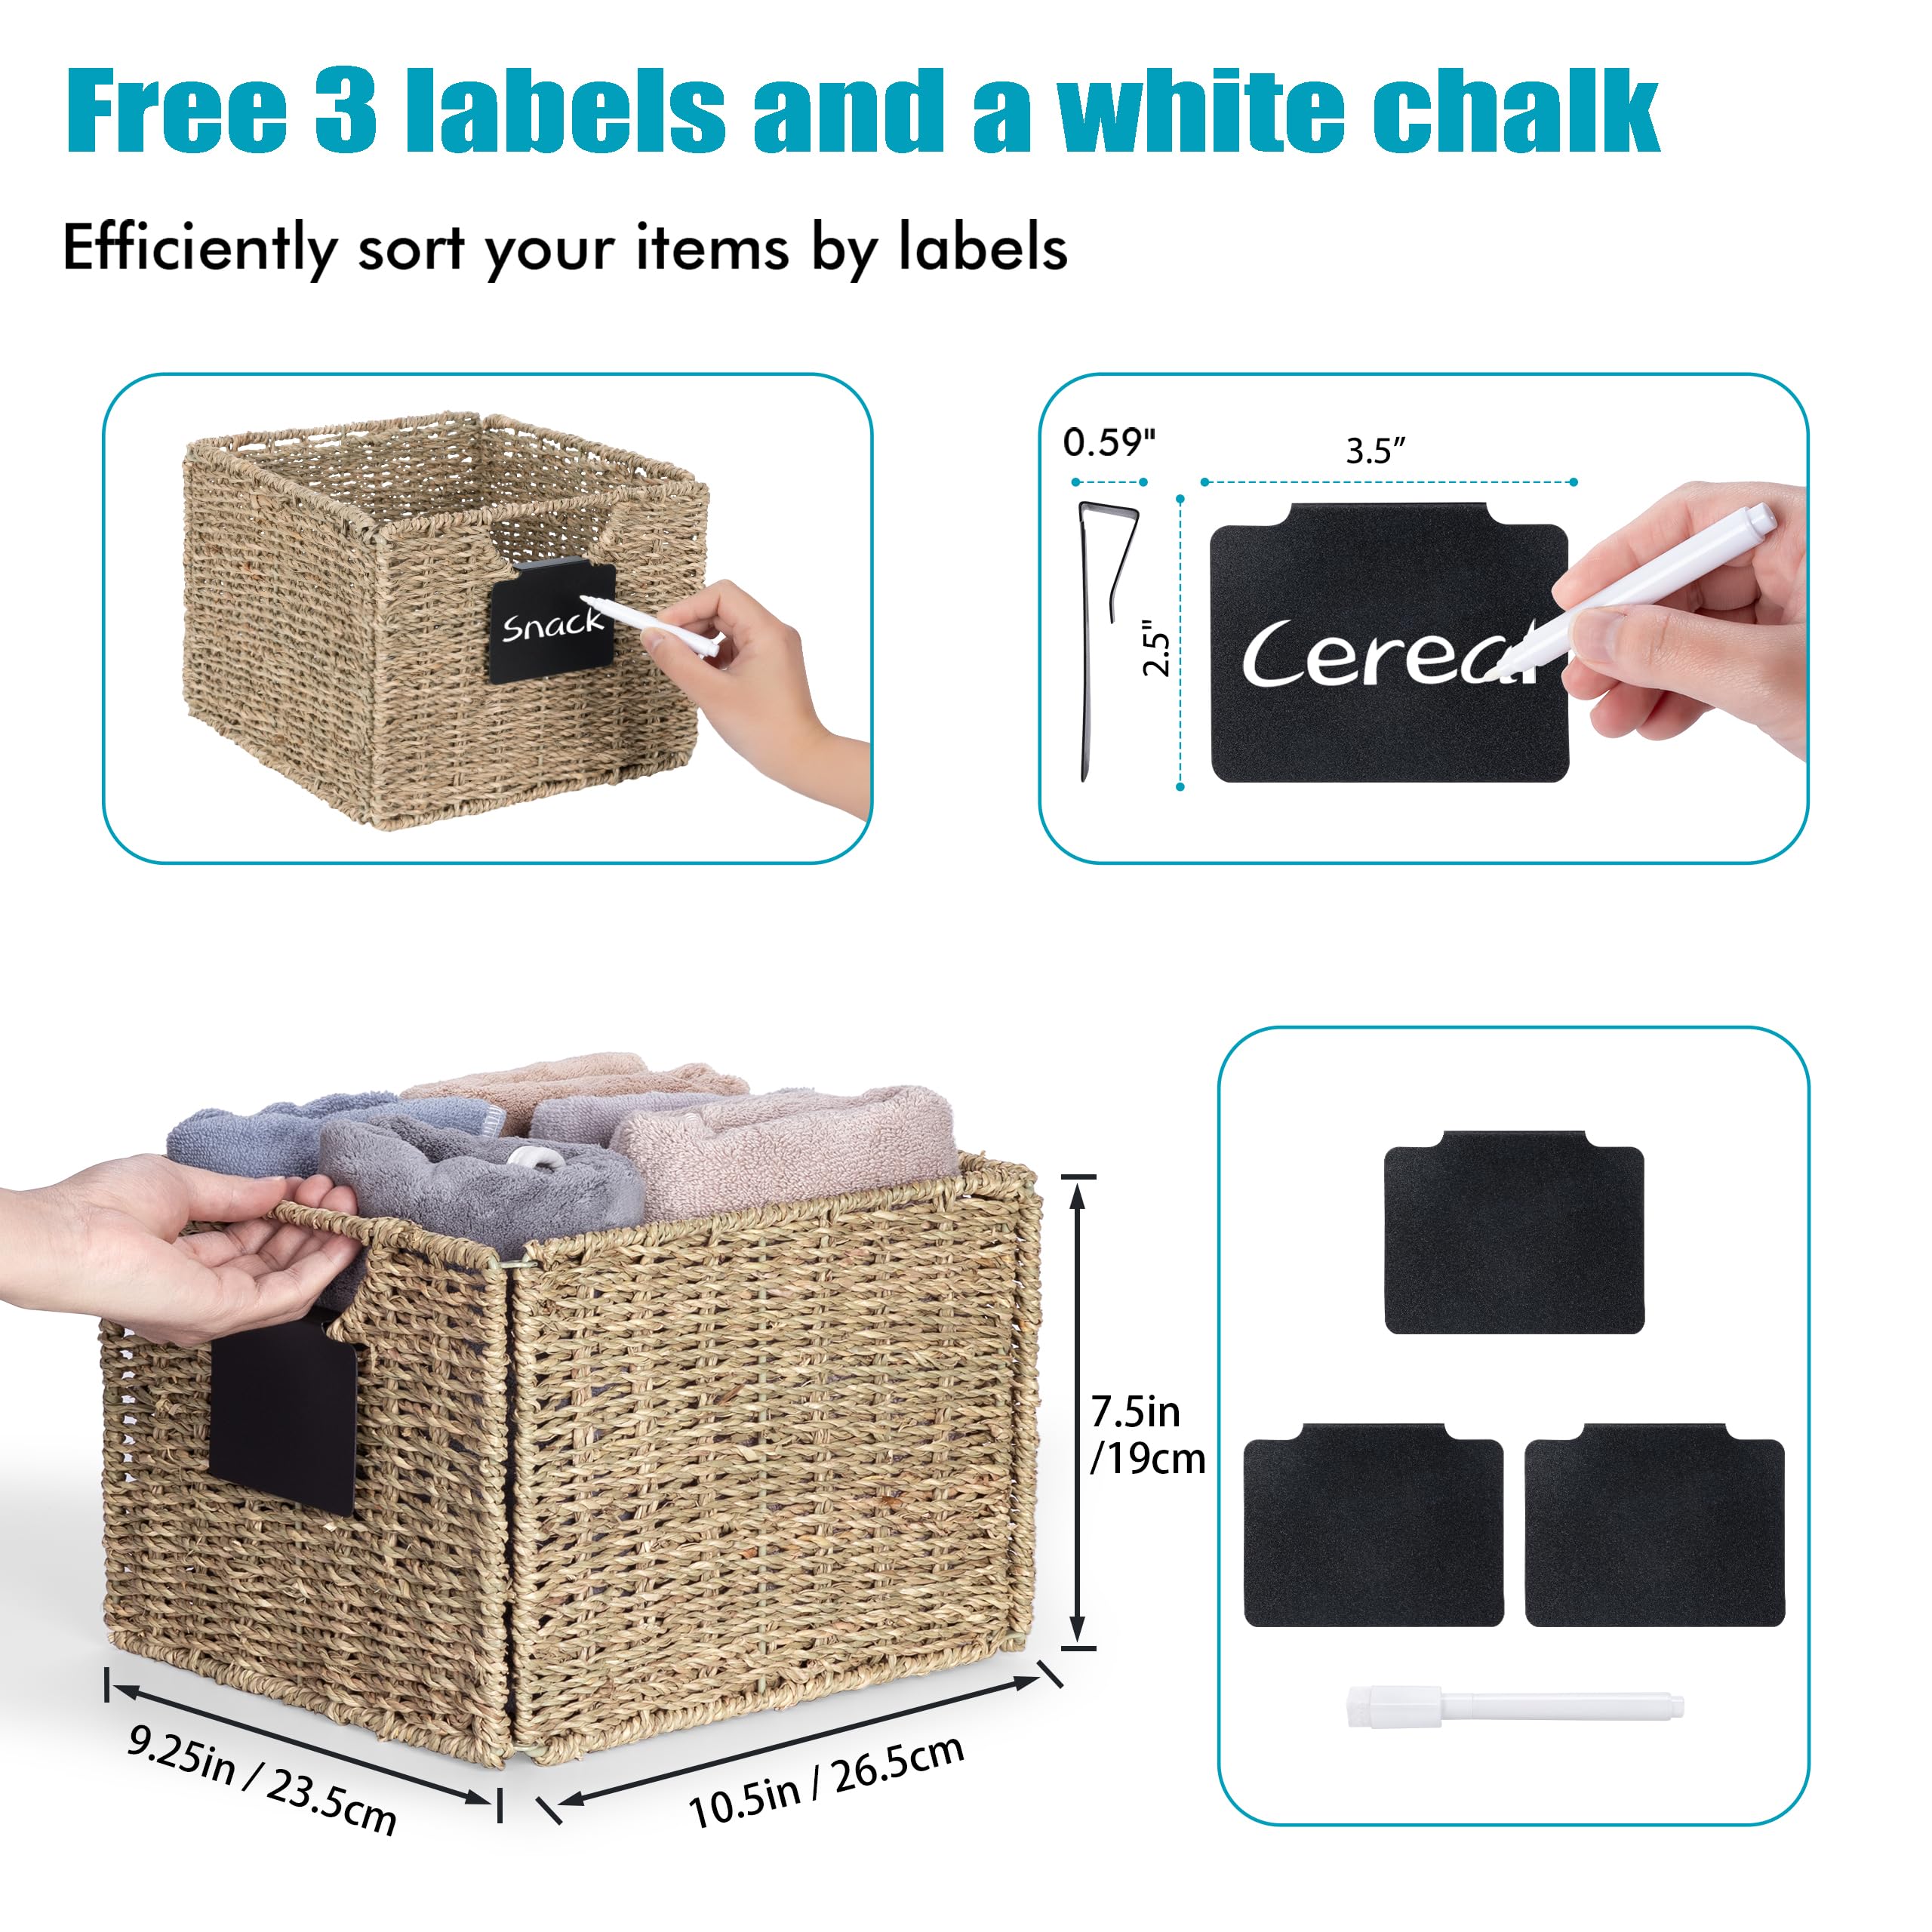 Free 3 labels and a white chalk
Efficiently sort your items by labels
Snack
0.59"
3.5”
2.5"
Cereal
7.5in
/19cm
9.25in / 23.5cm
10.5in / 26.5cm